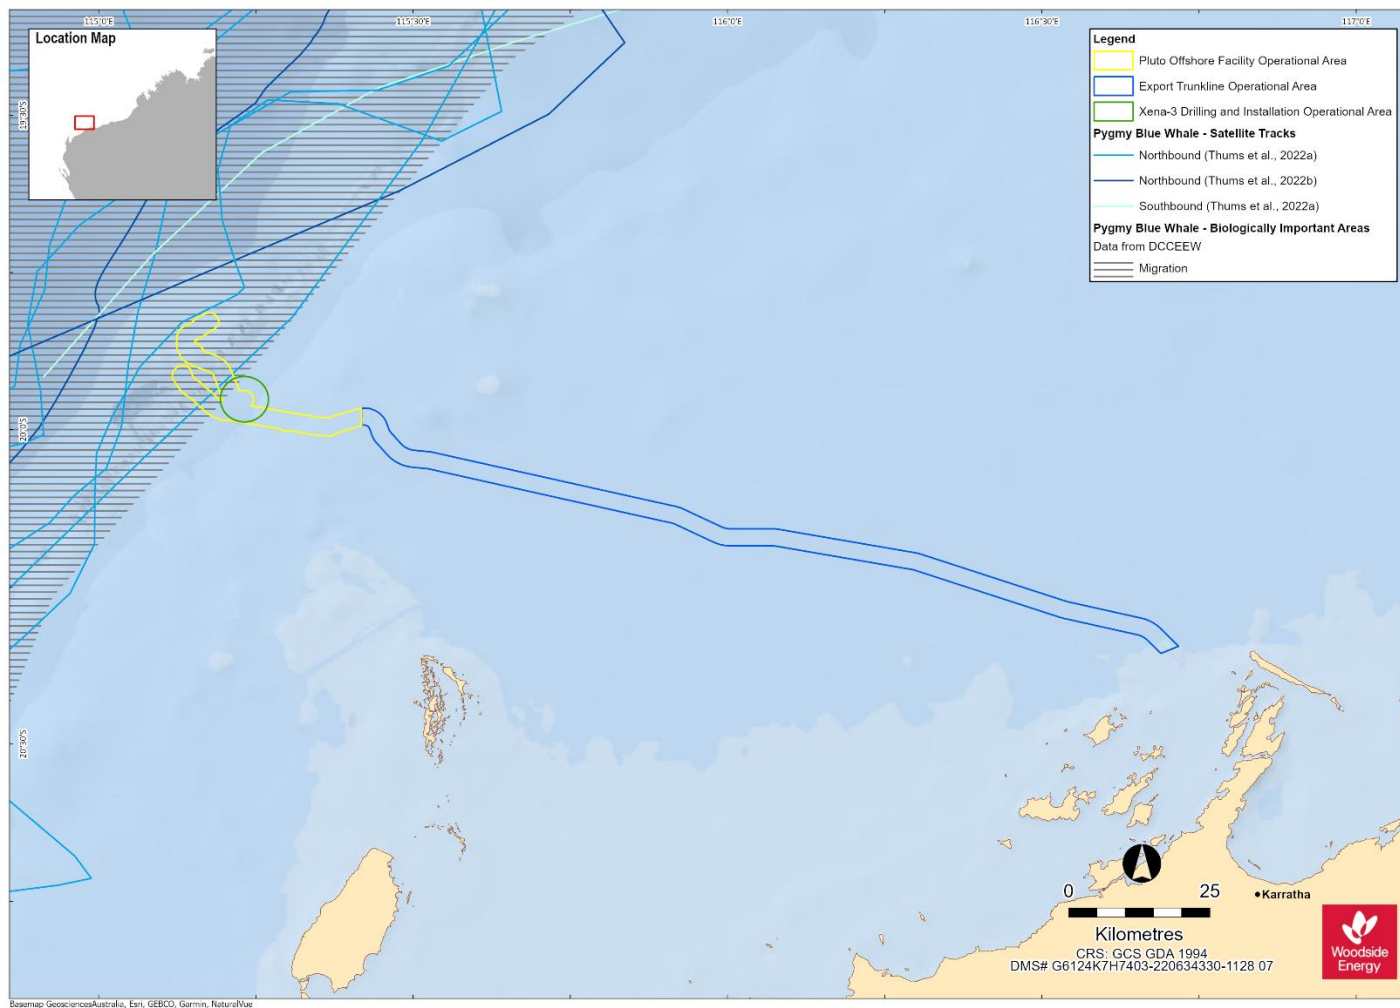 115°0'E
115°30'E
116°0'E
116°30'E
117°0'E
Location Map
19°30'S
20°0'S
20°30'S
Legend
Pluto Offshore Facility Operational Area
Export Trunkline Operational Area
Xena-3 Drilling and Installation Operational Area
Pygmy Blue Whale - Satellite Tracks
Northbound (Thums et al., 2022a)
Northbound (Thums et al., 2022b)
Southbound (Thums et al., 2022a)
Pygmy Blue Whale - Biologically Important Areas
Data from DCCEEW
Migration
Karratha
0 25
Kilometres
CRS: GCS GDA 1994
DMS# G6124K7H7403-220634330-1128 07
Woodside
Energy
Basemap GeosciencesAustralia, Esri, GEBCO, Garmin, NaturalVue